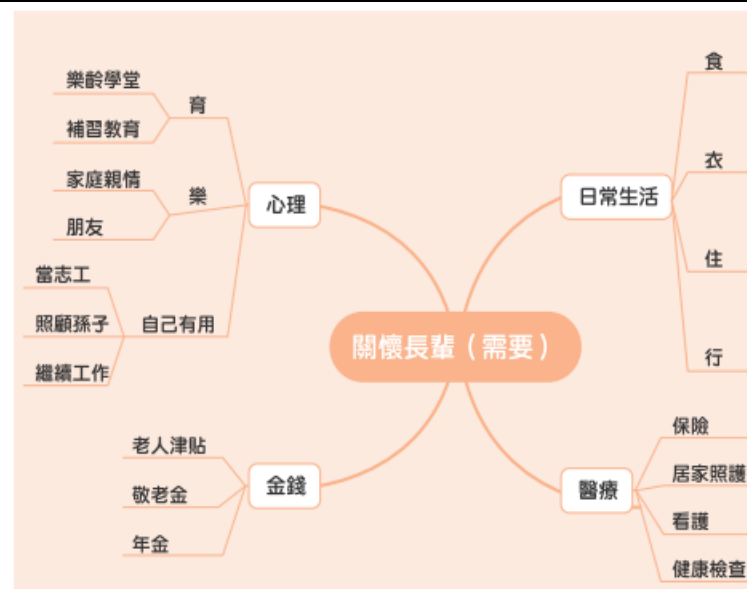 樂齡學堂
育
補習教育
家庭親情
樂
朋友
心理
當志工
照顧孫子
自己有用
繼續工作
老人津貼
敬老金
金錢
年金
關懷長輩（需要）
食
衣
日常生活
住
行
保險
居家照護
醫療
看護
健康檢查